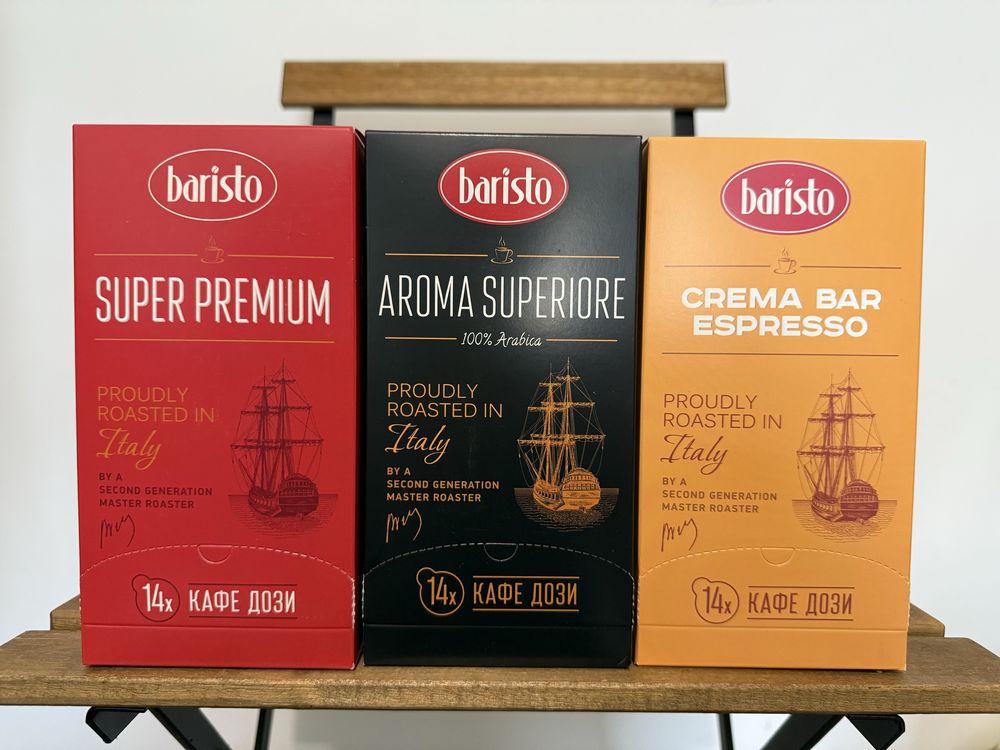 baristo
SUPER PREMIUM
PROUDLY
ROASTED IN
Italy
BY A
SECOND GENERATION
MASTER ROASTER
14x КАФЕ ДОЗИ
baristo
AROMA SUPERIORE
100% Arabica
PROUDLY
ROASTED IN
Italy
BY A
SECOND GENERATION
MASTER ROASTER
14x КАФЕ ДОЗИ
baristo
CREMA BAR
ESPRESSO
PROUDLY
ROASTED IN
Italy
BY A
SECOND GENERATION
MASTER ROASTER
14x КАФЕ ДОЗИ